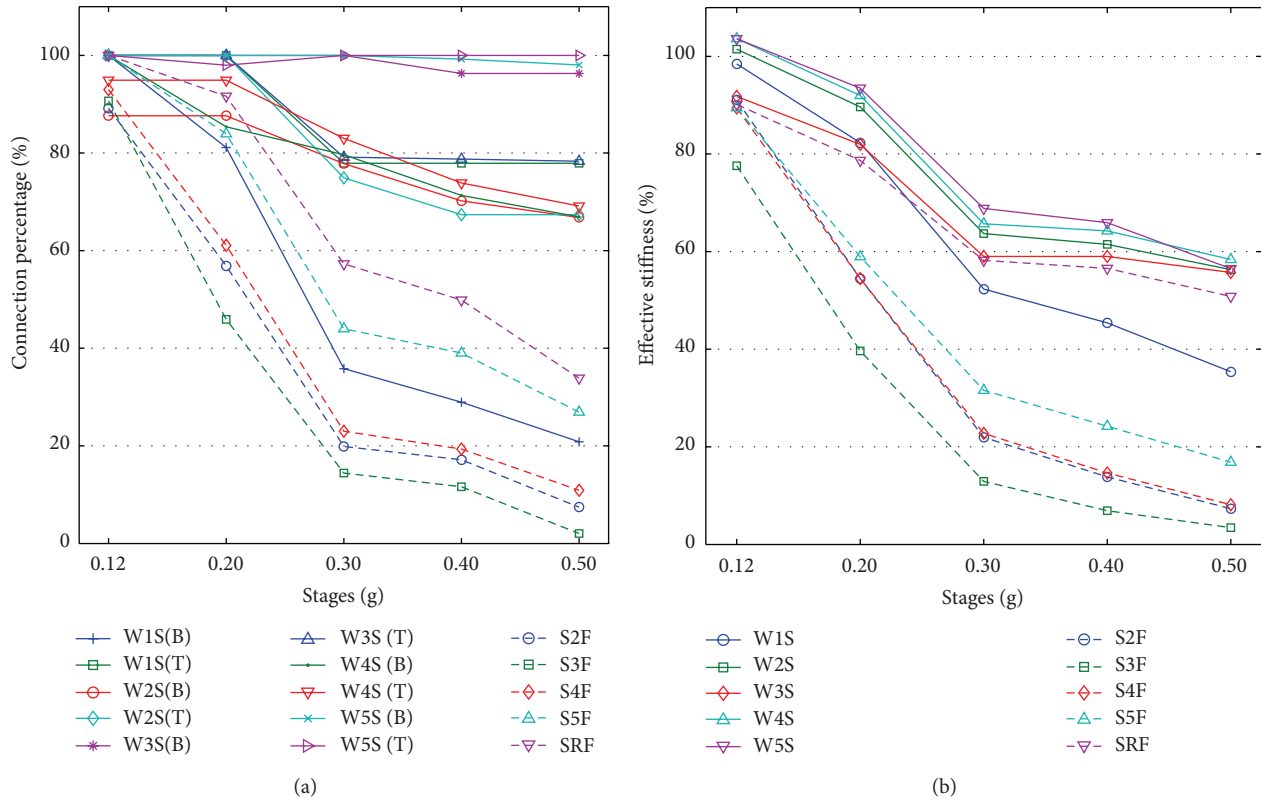 Connection percentage (%)
100
80
60
40
20
0
0.12 0.20 0.30 0.40 0.50
Stages (g)
W1S(B) W3S (T) S2F
W1S(T) W4S (B) S3F
W2S(B) W4S (T) S4F
W2S(T) W5S (B) S5F
W3S(B) W5S (T) SRF
(a)
Effective stiffness (%)
100
80
60
40
20
0
0.12 0.20 0.30 0.40 0.50
Stages (g)
W1S S2F
W2S S3F
W3S S4F
W4S S5F
W5S SRF
(b)